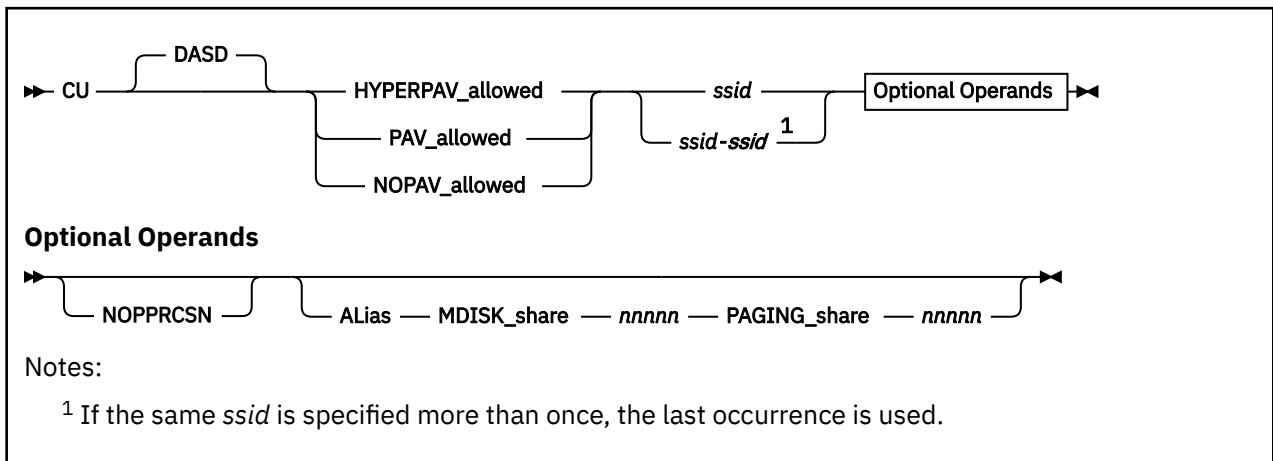 DASD
CU HYPERPAV_allowed ssid Optional Operands
PAV_allowed ssid-ssid 1
NOPAV_allowed
Optional Operands
NOPPRCSN ALias MDISK_share nnnnn PAGING_share nnnnn
Notes:
1 If the same ssid is specified more than once, the last occurrence is used.